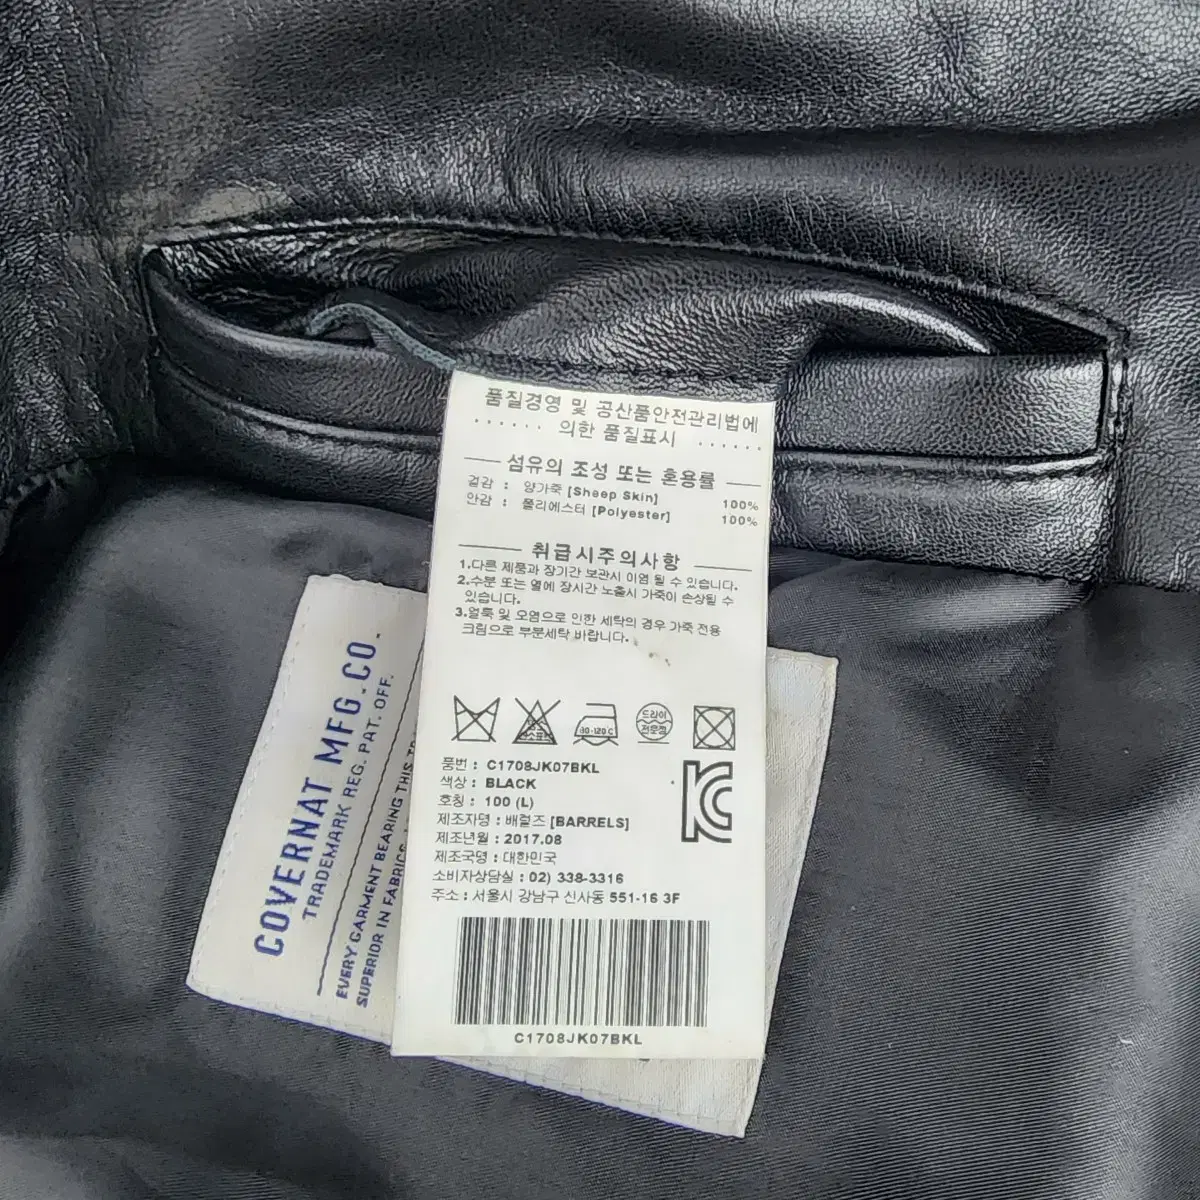 품질경영 및 공산품안전관리법에
의한 품질표시
섬유의 조성 또는 혼용률
겉감 : 양가죽 [Sheep Skin] 100%
안감 : 폴리에스터 [Polyester] 100%
취급시주의사항
1.다른 제품과 장기간 보관시 이염 될 수 있습니다.
2.수분 또는 열에 장시간 노출시 가죽이 손상될 수
있습니다.
3.얼룩 및 오염으로 인한 세탁의 경우 가죽 전용
크림으로 부분세탁 바랍니다.
드라이
전문점
품번 : C1708JK07BKL
색상 : BLACK
호칭 : 100 (L)
제조자명 : 배럴즈 [BARRELS]
제조년월 : 2017.08
제조국명 : 대한민국
소비자상담실 : 02) 338-3316
주소 : 서울시 강남구 신사동 551-16 3F
C1708JK07BKL
COVERNAT MFG.CO.
TRADEMARK REG. PAT. OFF.
EVERY GARMENT BEARING THIS
SUPERIOR IN FABRICS